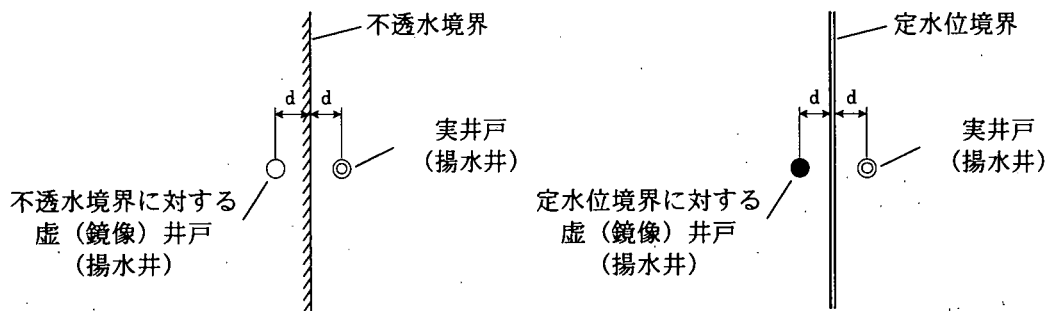 不透水境界
d
d
実井戸
(揚水井)
不透水境界に対する
虚(鏡像)井戸
(揚水井)
定水位境界
d
d
実井戸
(揚水井)
定水位境界に対する
虚(鏡像)井戸
(揚水井)